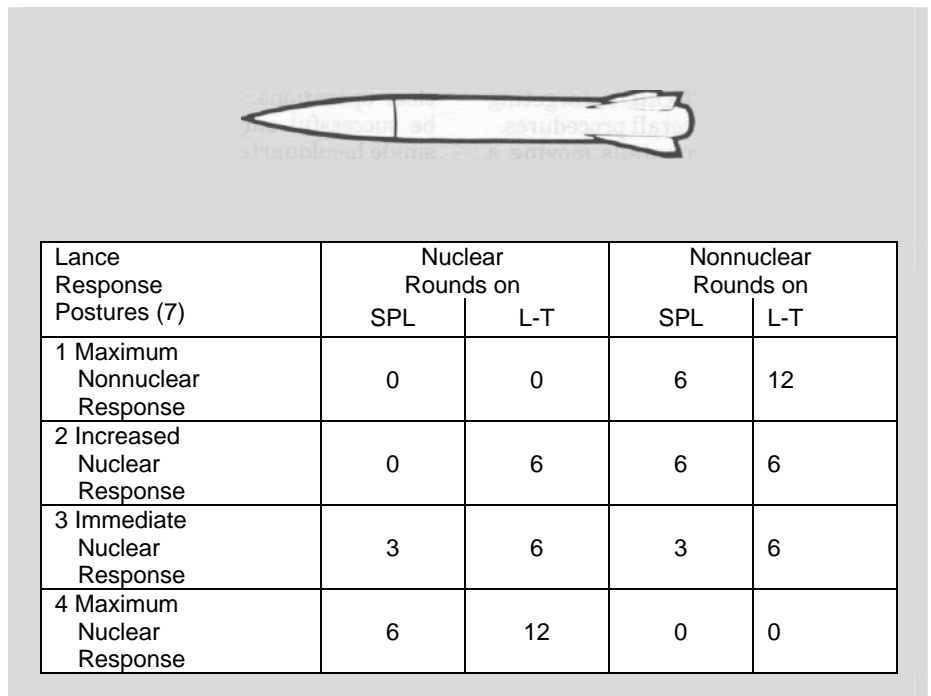 Lance
Response
Postures (7)
Nuclear
Rounds on
Nonnuclear
Rounds on
SPL L-T SPL L-T
1 Maximum
Nonnuclear
Response
0 0 6 12
2 Increased
Nuclear
Response
0 6 6 6
3 Immediate
Nuclear
Response
3 6 3 6
4 Maximum
Nuclear
Response
6 12 0 0